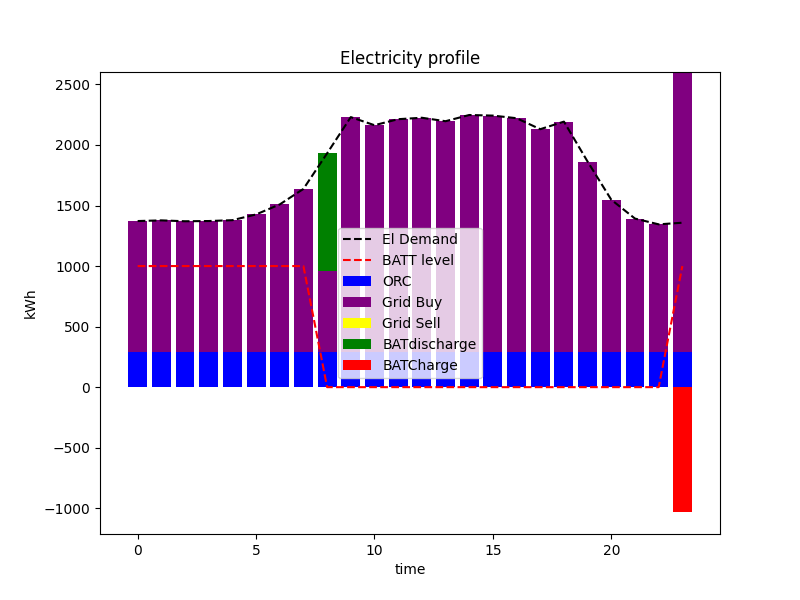 Electricity profile
kWh
2500
2000
1500
1000
500
0
−500
−1000
El Demand
BATT level
ORC
Grid Buy
Grid Sell
BATdischarge
BATCharge
0 5 10 15 20
time